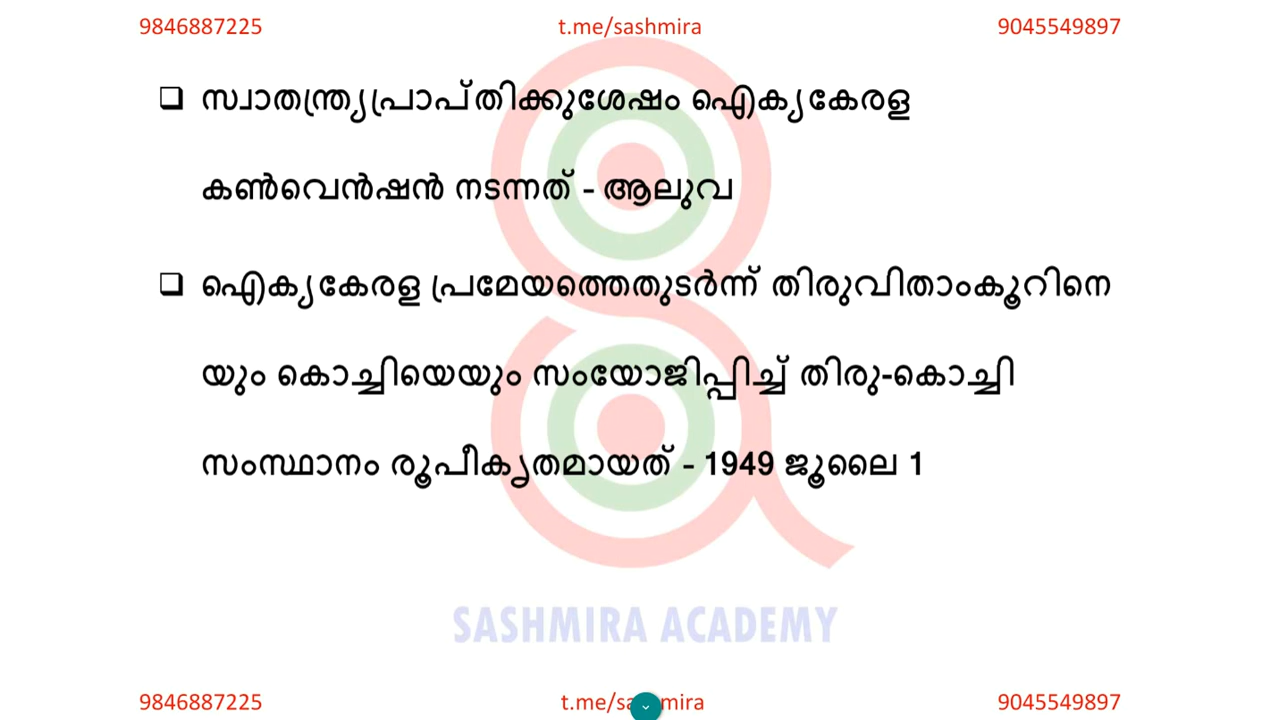 9846887225 t.me/sashmira 9045549897
❑ സ്വാതന്ത്ര്യപ്രാപ്തിക്കുശേഷം ഐക്യകേരള
കൺവെൻഷൻ നടന്നത് - ആലുവ
❑ ഐക്യകേരള പ്രമേയത്തെതുടർന്ന് തിരുവിതാംകൂറിനെ
യും കൊച്ചിയെയും സംയോജിപ്പിച്ച് തിരു-കൊച്ചി
സംസ്ഥാനം രൂപീകൃതമായത് - 1949 ജൂലൈ 1
SASHMIRA ACADEMY
9846887225 9045549897